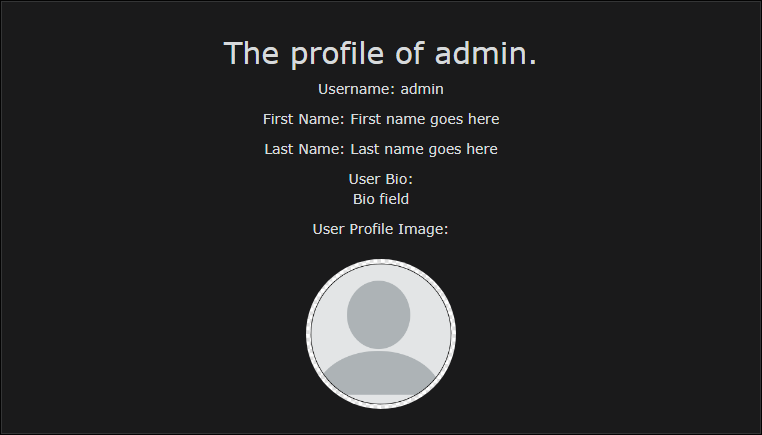 The profile of admin.
Username: admin
First Name: First name goes here
Last Name: Last name goes here
User Bio:
Bio field
User Profile Image: